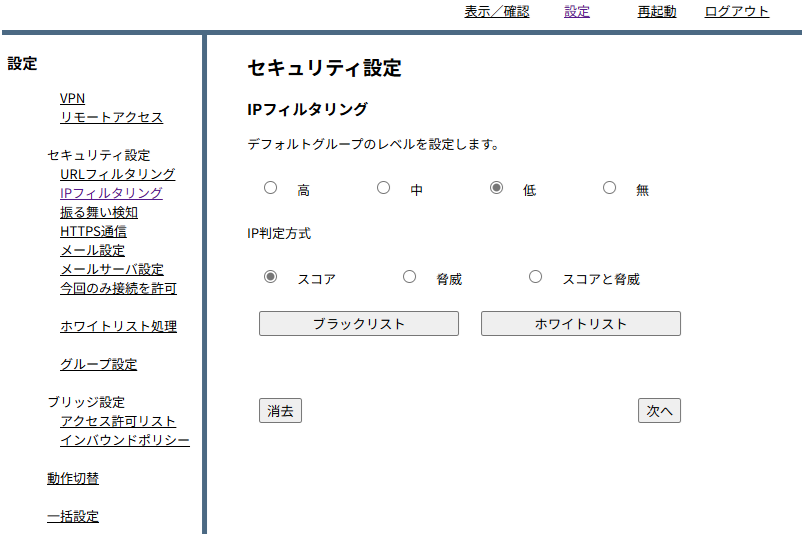 表示／確認 設定 再起動 ログアウト
設定
VPN
リモートアクセス
セキュリティ設定
URLフィルタリング
IPフィルタリング
振る舞い検知
HTTPS通信
メール設定
メールサーバ設定
今回のみ接続を許可
ホワイトリスト処理
グループ設定
ブリッジ設定
アクセス許可リスト
インバウンドポリシー
動作切替
一括設定
セキュリティ設定
IPフィルタリング
デフォルトグループのレベルを設定します。
高 中 低 無
IP判定方式
スコア 脅威 スコアと脅威
ブラックリスト ホワイトリスト
消去 次へ